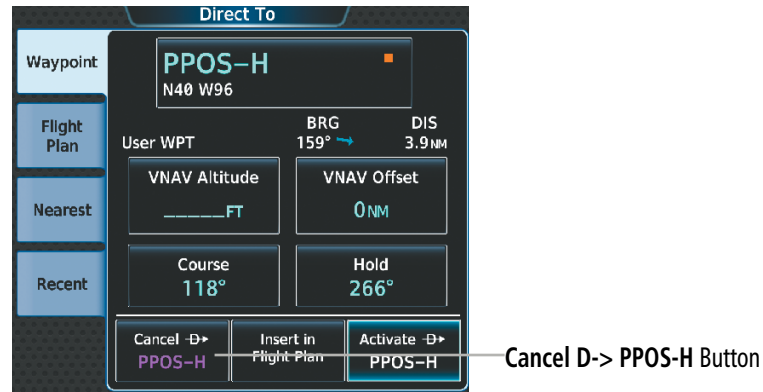 Direct To
Waypoint
PPOS-H
N40 W96
Flight
Plan
User WPT
BRG
159°
DIS
3.9NM
Nearest
VNAV Altitude
_____FT
VNAV Offset
0NM
Recent
Course
118°
Hold
266°
Cancel D→
PPOS-H
Insert in
Flight Plan
Activate D→
PPOS-H
Cancel D-> PPOS-H Button